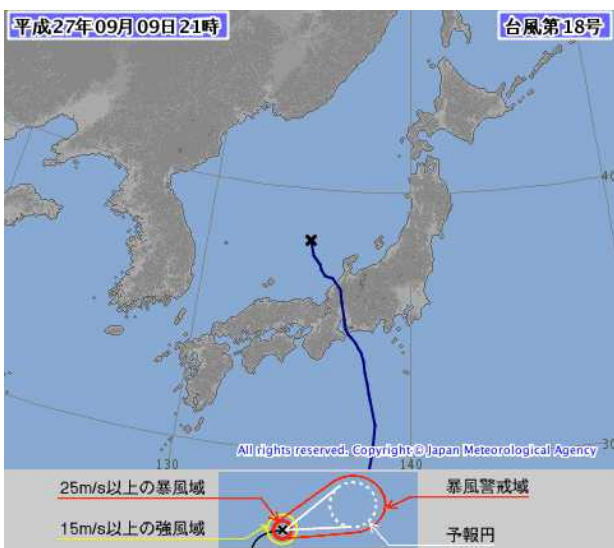 平成27年09月09日21時
台風第18号
40
30
All rights reserved. Copyright © Japan Meteorological Agency
130
140
25m/s以上の暴風域
暴風警戒域
15m/s以上の強風域
予報円